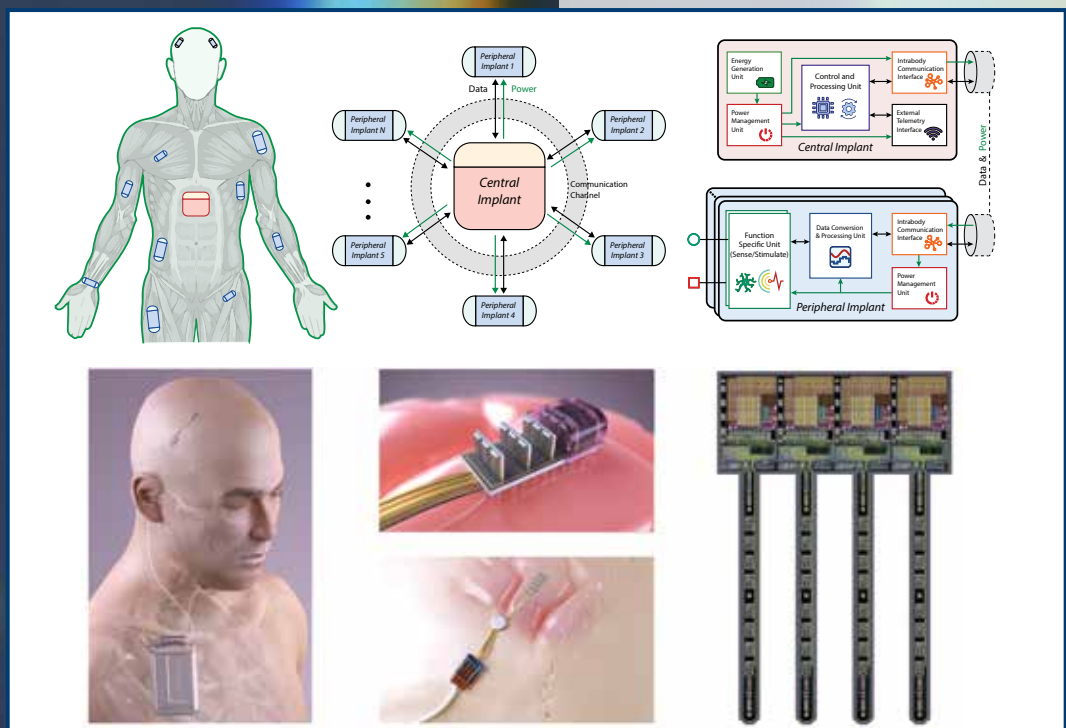 Peripheral
Implant 1
Data
Power
Peripheral
Implant N
Peripheral
Implant 2
Central
Implant
Communication
Channel
Peripheral
Implant 5
Peripheral
Implant 3
Peripheral
Implant 4
Energy
Generation
Unit
Control and
Processing Unit
Intrabody
Communication
Interface
Power
Management
Unit
External
Telemetry
Interface
Central Implant
Data & Power
Function
Specific Unit
(Sense/Stimulate)
Data Conversion
& Processing Unit
Intrabody
Communication
Interface
Power
Management
Unit
Peripheral Implant